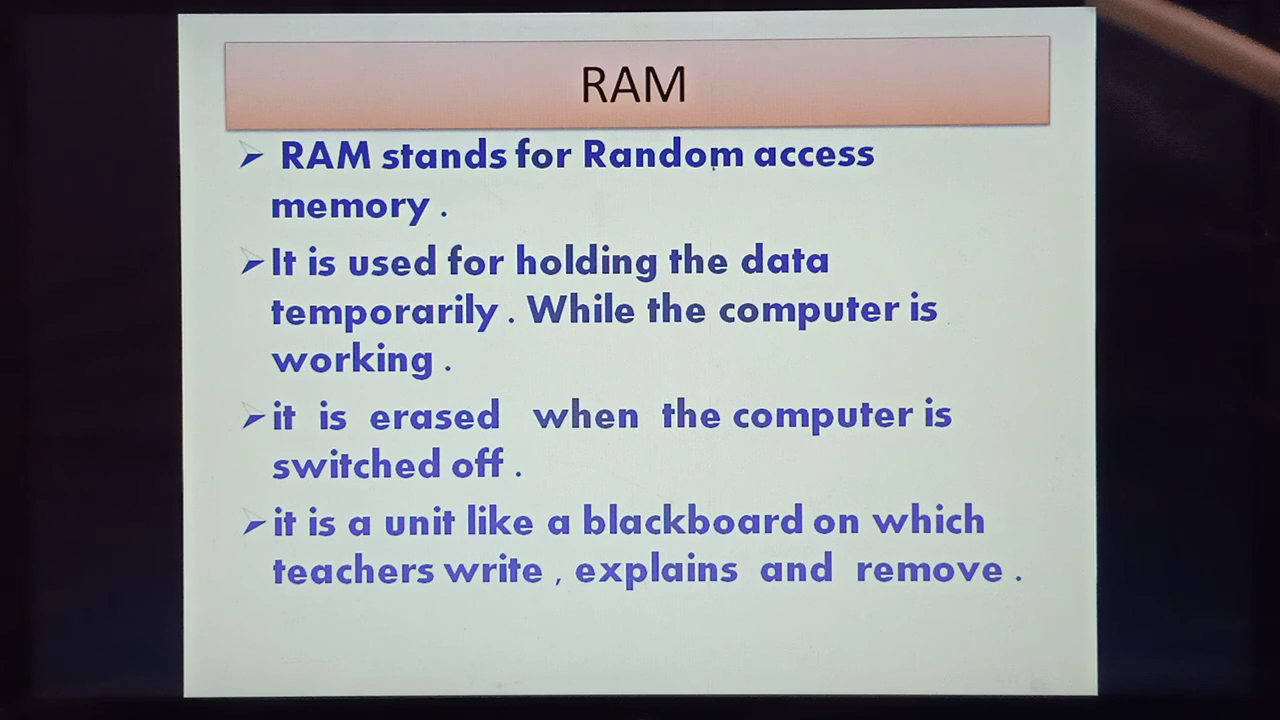 RAM
RAM stands for Random access
memory .
It is used for holding the data
temporarily . While the computer is
working .
it is erased when the computer is
switched off .
it is a unit like a blackboard on which
teachers write , explains and remove .